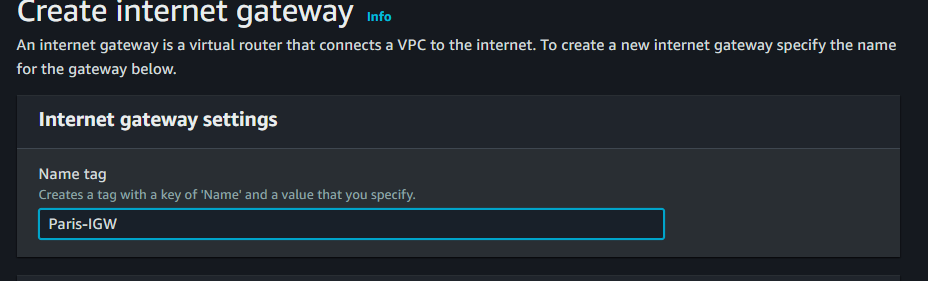 Create internet gateway Info
An internet gateway is a virtual router that connects a VPC to the internet. To create a new internet gateway specify the name
for the gateway below.
Internet gateway settings
Name tag
Creates a tag with a key of 'Name' and a value that you specify.
Paris-IGW